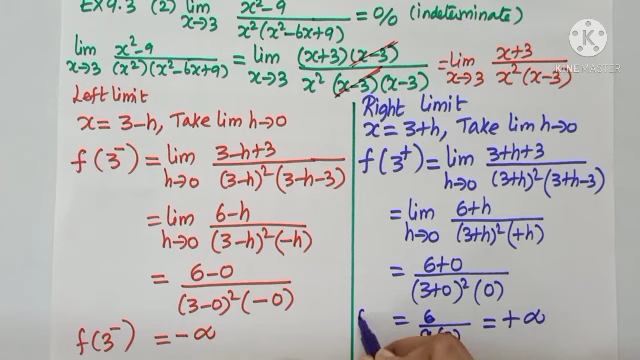 Ex 9.3 (2) lim x→3 x²-9 / x²(x²-6x+9) = 0/0 (indeterminate)
lim x→3 x²-9 / (x²)(x²-6x+9) = lim x→3 (x+3)(x-3) / x²(x-3)(x-3) = lim x→3 x+3 / x²(x-3)
KINEMASTER
Left limit
x = 3-h, Take lim h→0
f(3⁻) = lim h→0 3-h+3 / (3-h)²(3-h-3)
= lim h→0 6-h / (3-h)²(-h)
= 6-0 / (3-0)²(-0)
f(3⁻) = -∝
Right Limit
x = 3+h, Take lim h→0
f(3⁺) = lim h→0 3+h+3 / (3+h)²(3+h-3)
= lim h→0 6+h / (3+h)²(+h)
= 6+0 / (3+0)²(0)
= 6 / = +∝